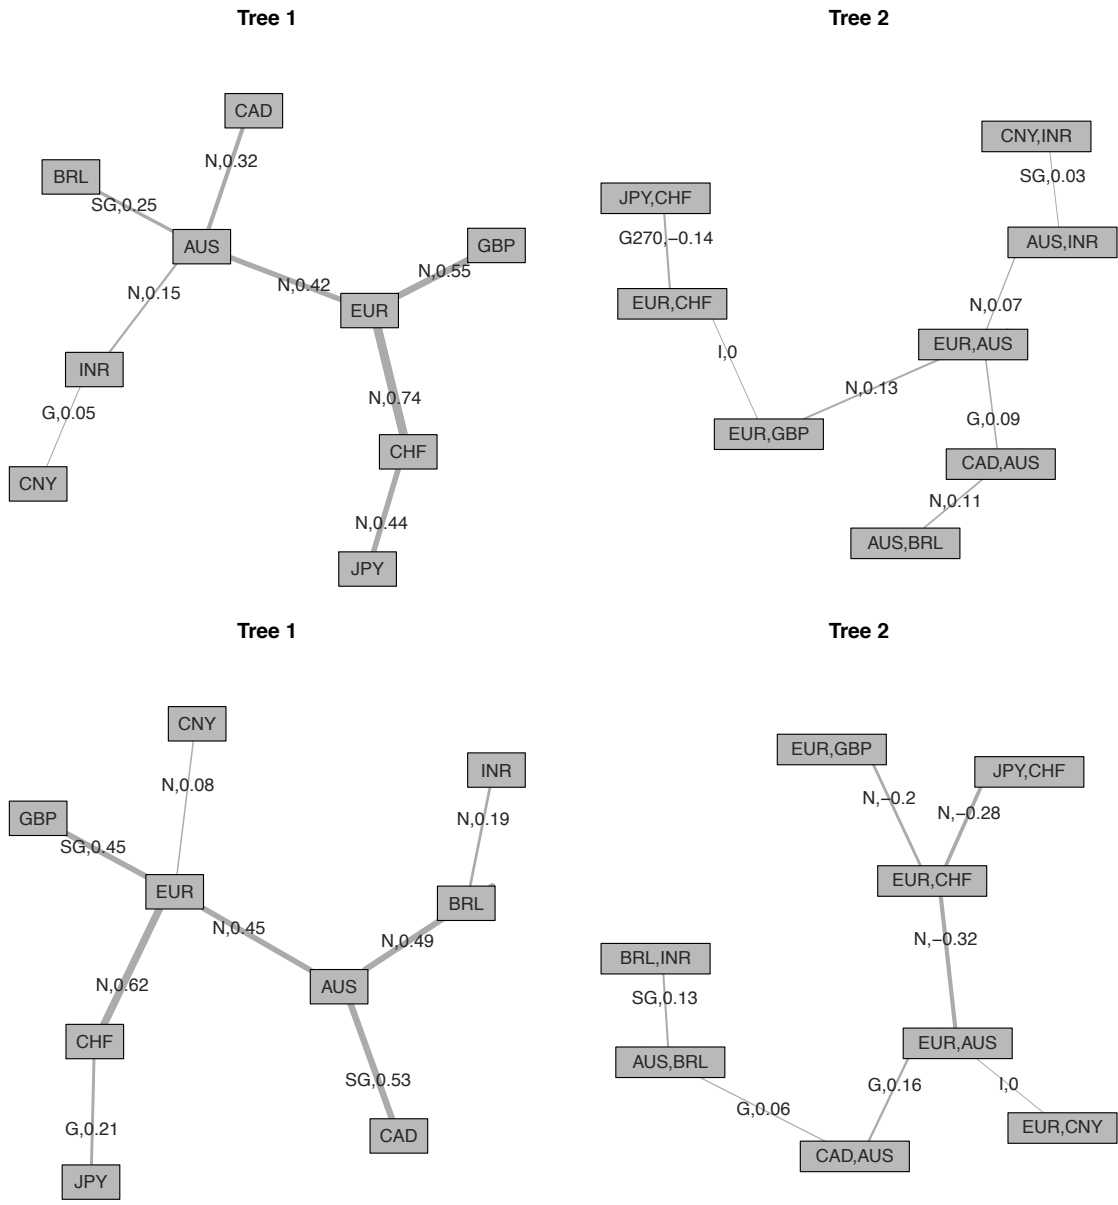 Tree 1
CAD
N,0.32
BRL
SG,0.25
AUS
GBP
N,0.55
N,0.42
N,0.15
EUR
INR
N,0.74
G,0.05
CHF
CNY
N,0.44
JPY
Tree 2
CNY,INR
SG,0.03
JPY,CHF
G270,−0.14
AUS,INR
EUR,CHF
N,0.07
EUR,AUS
I,0
N,0.13
G,0.09
EUR,GBP
CAD,AUS
N,0.11
AUS,BRL
Tree 1
CNY
INR
N,0.08
GBP
N,0.19
SG,0.45
EUR
BRL
N,0.45
N,0.49
N,0.62
AUS
CHF
SG,0.53
G,0.21
CAD
JPY
Tree 2
EUR,GBP
JPY,CHF
N,−0.2
N,−0.28
EUR,CHF
N,−0.32
BRL,INR
SG,0.13
EUR,AUS
AUS,BRL
G,0.16
I,0
G,0.06
EUR,CNY
CAD,AUS